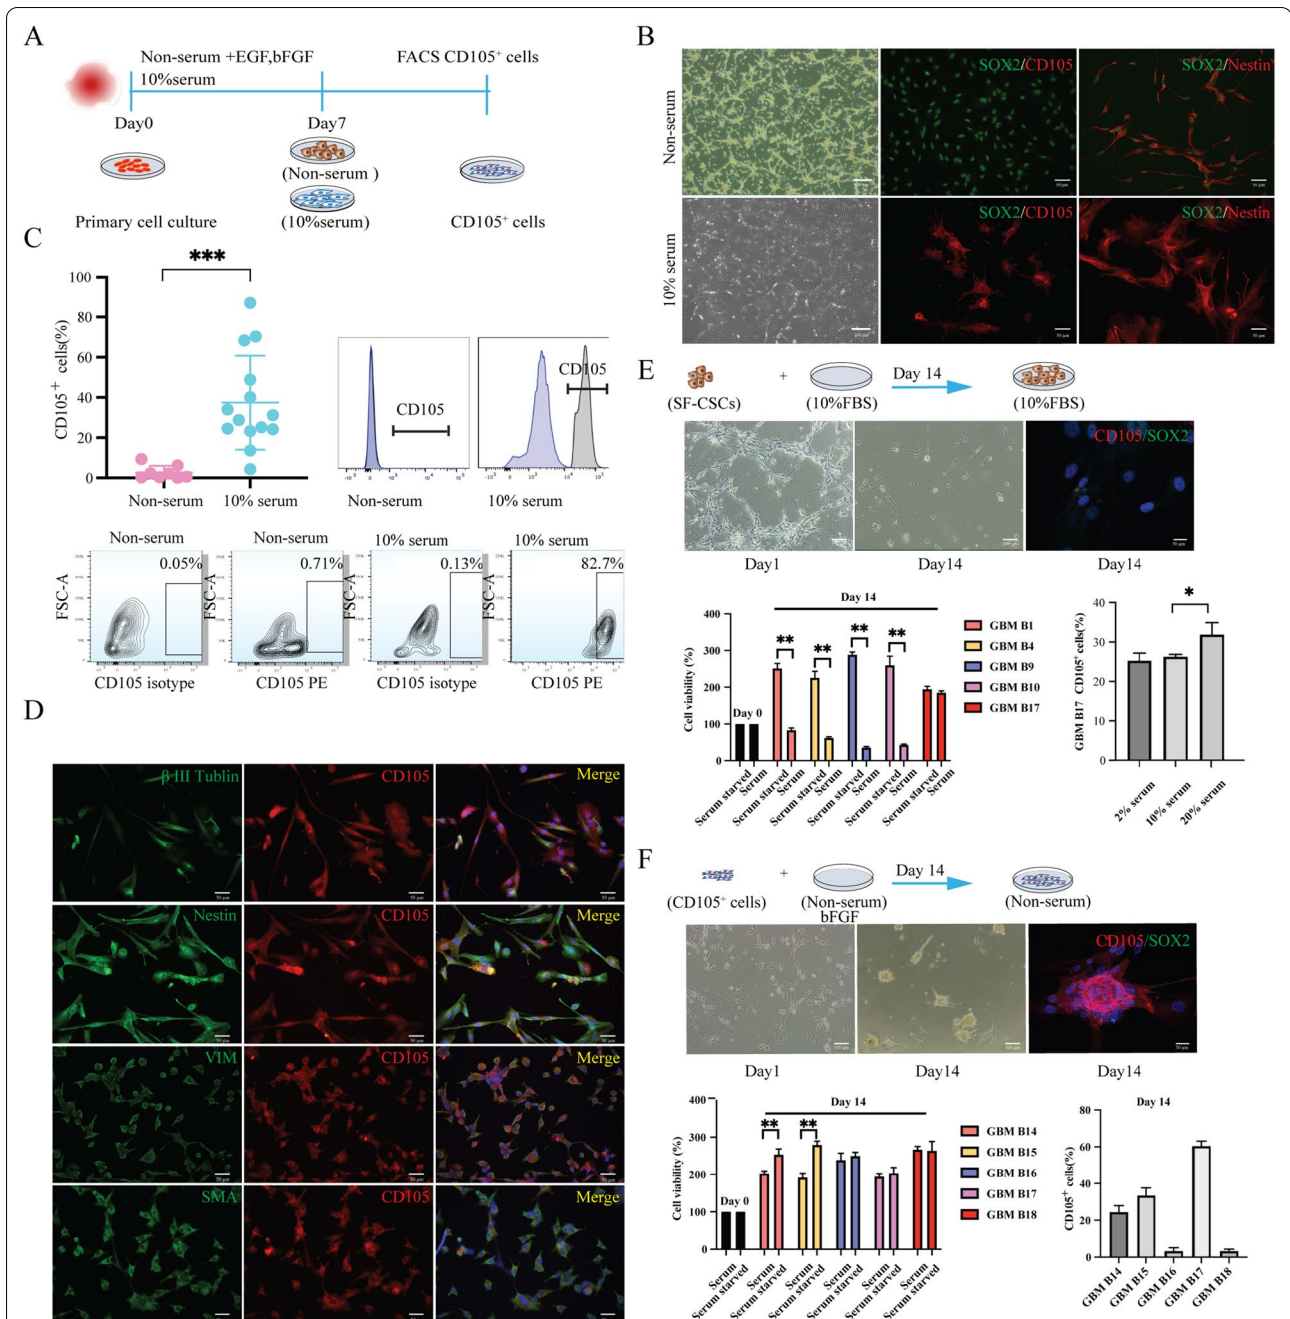 A
Non-serum +EGF,bFGF
10%serum
FACS CD105+ cells
Day0
Day7
(Non-serum )
(10%serum)
Primary cell culture
CD105+ cells
B
Non-serum
10% serum
SOX2/CD105
SOX2/Nestin
SOX2/CD105
SOX2/Nestin
C
***
CD105+ cells(%)
100
80
60
40
20
0
Non-serum
10% serum
CD105
CD105
Non-serum
10% serum
Non-serum
Non-serum
10% serum
10% serum
0.05%
0.71%
0.13%
82.7%
FSC-A
FSC-A
FSC-A
CD105 isotype
CD105 PE
CD105 isotype
CD105 PE
D
β III Tublin
CD105
Merge
50 μm
Nestin
CD105
Merge
50 μm
VIM
CD105
Merge
50 μm
SMA
CD105
Merge
E
(SF-CSCs)
+
(10%FBS)
Day 14
(10%FBS)
CD105/SOX2
Day1
Day14
Day14
Cell viability (%)
400
300
200
100
0
Day 0
Day 14
**
**
**
**
Serum starved
Serum
Serum starved
Serum
Serum starved
Serum
Serum starved
Serum
Serum starved
Serum
Serum starved
Serum
GBM B1
GBM B4
GBM B9
GBM B10
GBM B17
GBM B17 CD105+ cells(%)
40
30
20
10
0
*
2% serum
10% serum
20% serum
F
(CD105+ cells)
+
(Non-serum)
bFGF
Day 14
(Non-serum)
CD105/SOX2
Day1
Day14
Day14
Cell viability (%)
400
300
200
100
0
Day 0
Day 14
**
**
Serum
Serum starved
Serum
Serum starved
Serum
Serum starved
Serum
Serum starved
Serum
Serum starved
Serum
Serum starved
GBM B14
GBM B15
GBM B16
GBM B17
GBM B18
Day 14
CD105+ cells(%)
80
60
40
20
0
GBM B14
GBM B15
GBM B16
GBM B17
GBM B18